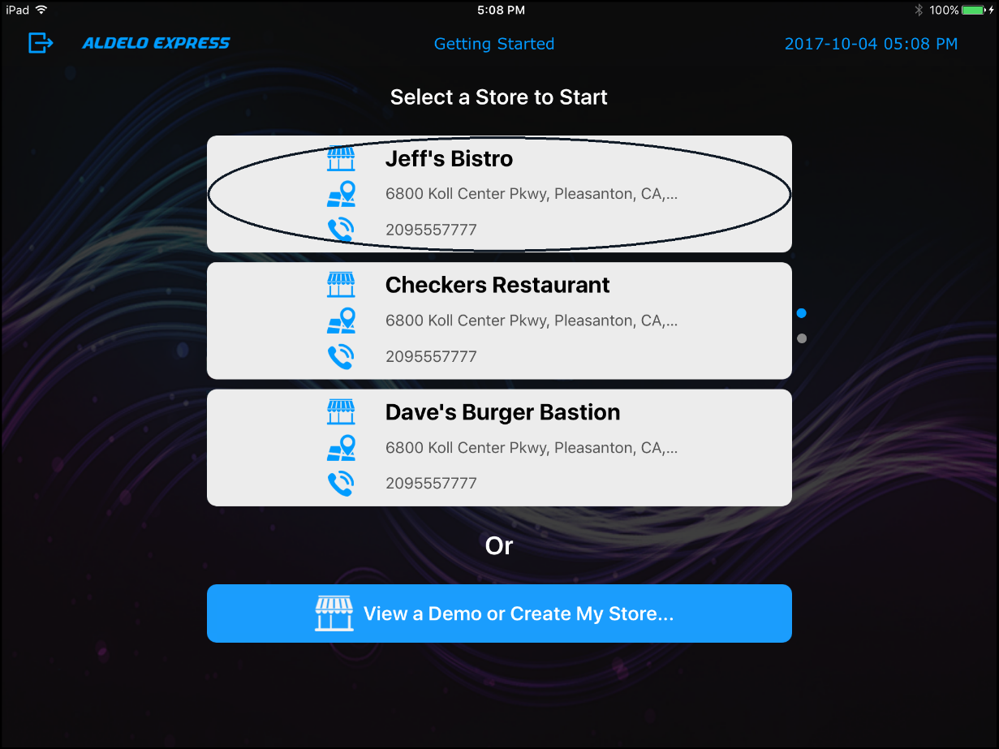 iPad 5:08 PM 100%
ALDELO EXPRESS Getting Started 2017-10-04 05:08 PM
Select a Store to Start
Jeff's Bistro
6800 Koll Center Pkwy, Pleasanton, CA,...
2095557777
Checkers Restaurant
6800 Koll Center Pkwy, Pleasanton, CA,...
2095557777
Dave's Burger Bastion
6800 Koll Center Pkwy, Pleasanton, CA,...
2095557777
Or
View a Demo or Create My Store...